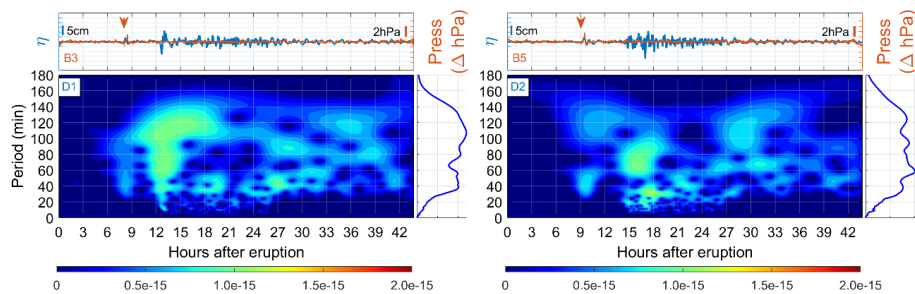 η
5cm
2hPa
B3
Press
(Δ hPa)
η
5cm
2hPa
B5
Press
(Δ hPa)
180
160
140
120
100
80
60
40
20
0
Period (min)
D1
D2
180
160
140
120
100
80
60
40
20
0
0 3 6 9 12 15 18 21 24 27 30 33 36 39 42
0 3 6 9 12 15 18 21 24 27 30 33 36 39 42
Hours after eruption
Hours after eruption
0 0.5e-15 1.0e-15 1.5e-15 2.0e-15
0 0.5e-15 1.0e-15 1.5e-15 2.0e-15